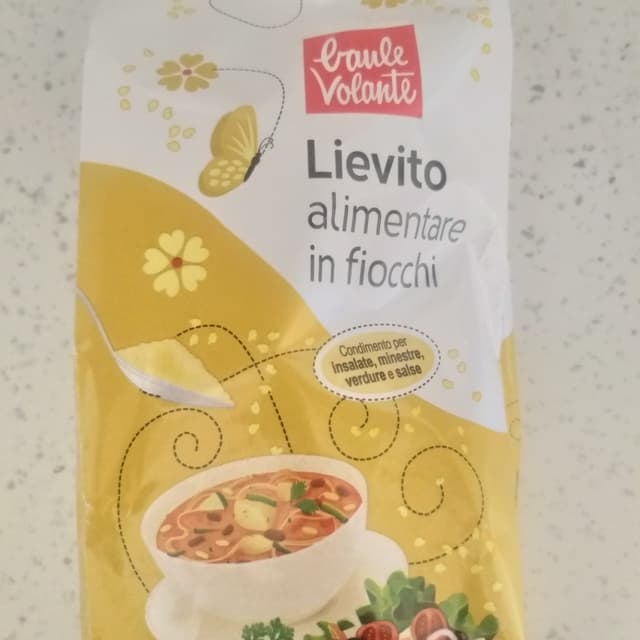 baule
volante
Lievito
alimentare
in fiocchi
Condimento per
insalate, minestre,
verdure e salse